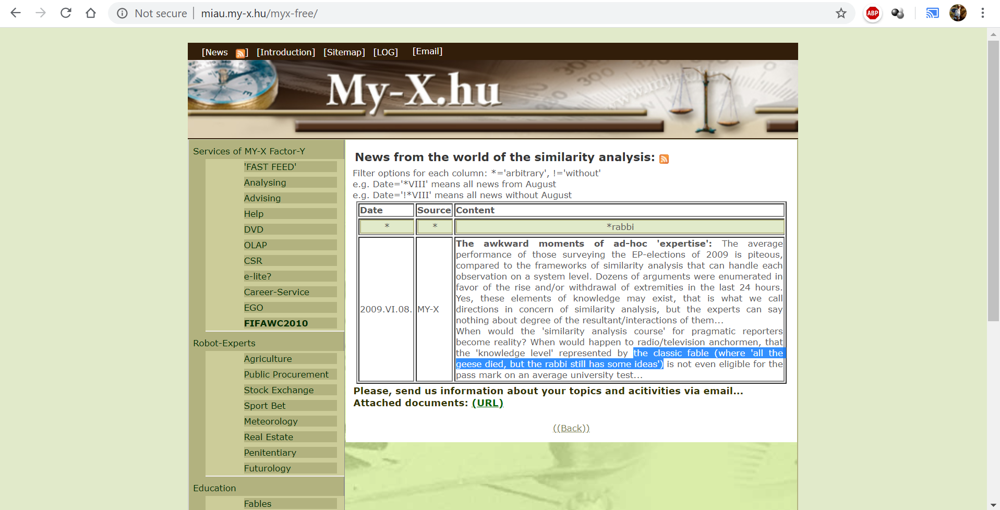 Not secure | miau.my-x.hu/myx-free/
ABP
[News ] [Introduction] [Sitemap] [LOG] [Email]
My-X.hu
Services of MY-X Factor-Y
'FAST FEED'
Analysing
Advising
Help
DVD
OLAP
CSR
e-lite?
Career-Service
EGO
FIFAWC2010
Robot-Experts
Agriculture
Public Procurement
Stock Exchange
Sport Bet
Meteorology
Real Estate
Penitentiary
Futurology
Education
Fables
News from the world of the similarity analysis:
Filter options for each column: *='arbitrary', !='without'
e.g. Date='*VIII' means all news from August
e.g. Date='!*VIII' means all news without August
Date Source Content
* * *rabbi
2009.VI.08. MY-X
The awkward moments of ad-hoc 'expertise': The average
performance of those surveying the EP-elections of 2009 is piteous,
compared to the frameworks of similarity analysis that can handle each
observation on a system level. Dozens of arguments were enumerated in
favor of the rise and/or withdrawal of extremities in the last 24 hours.
Yes, these elements of knowledge may exist, that is what we call
directions in concern of similarity analysis, but the experts can say
nothing about degree of the resultant/interactions of them...
When would the 'similarity analysis course' for pragmatic reporters
become reality? When would happen to radio/television anchormen, that
the 'knowledge level' represented by the classic fable (where 'all the
geese died, but the rabbi still has some ideas') is not even eligible for the
pass mark on an average university test...
Please, send us information about your topics and acitivities via email...
Attached documents: (URL)
((Back))